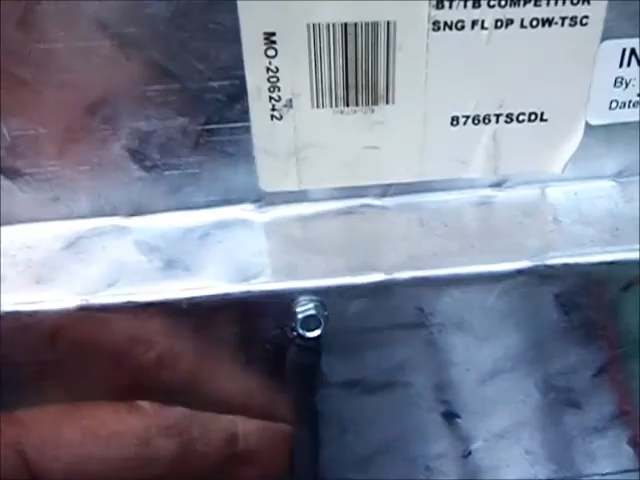 BT/TB COMPETITOR
SNG FL DP LOW-TSC
MO-2062-2
8766TSCDL
IN
By:
Date